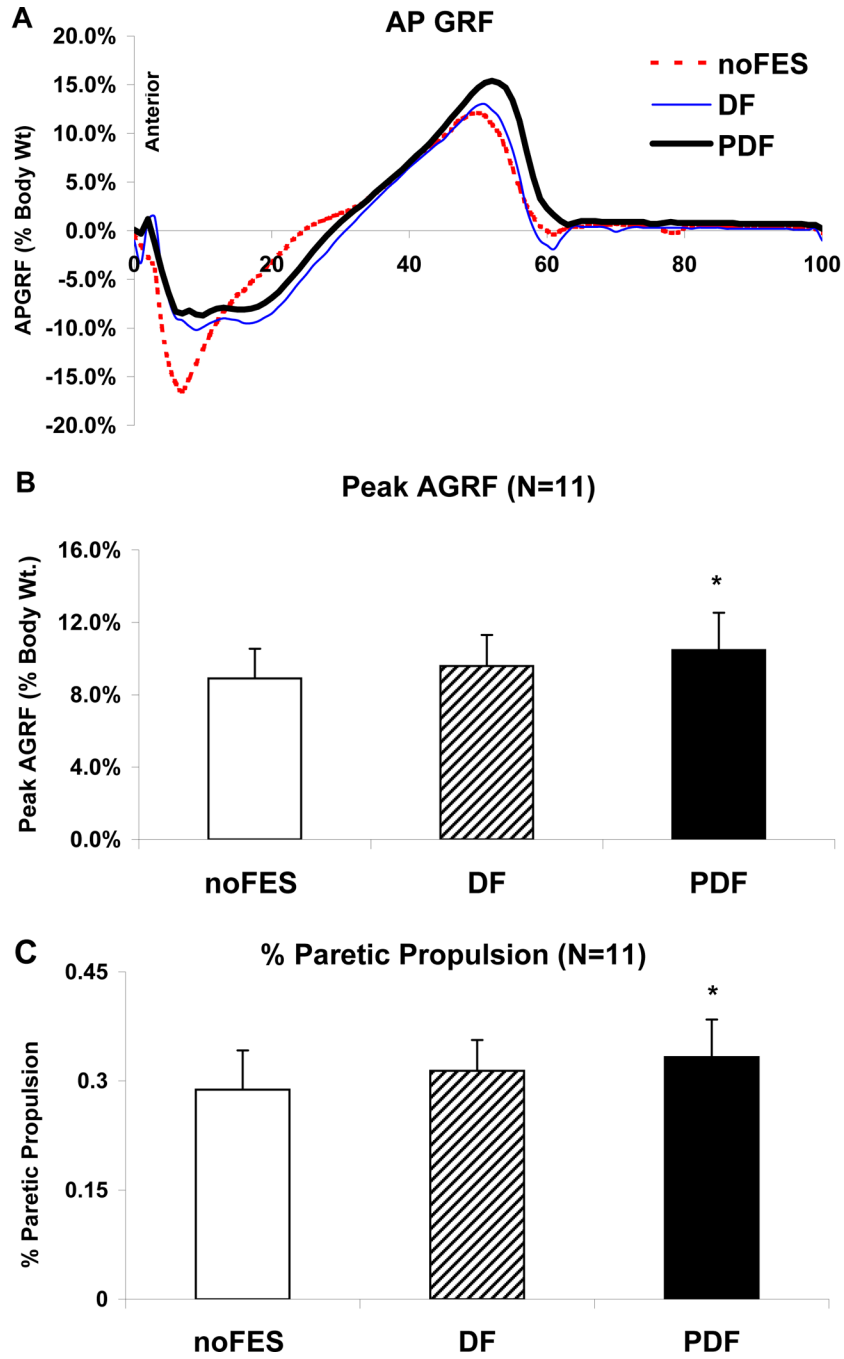 A
AP GRF
20.0%
15.0%
10.0%
5.0%
0.0%
-5.0%
-10.0%
-15.0%
-20.0%
APGRF (% Body Wt)
Anterior
noFES
DF
PDF
0 20 40 60 80 100
B
Peak AGRF (N=11)
16.0%
12.0%
8.0%
4.0%
0.0%
Peak AGRF (% Body Wt.)
*
noFES DF PDF
C
% Paretic Propulsion (N=11)
0.45
0.3
0.15
0
% Paretic Propulsion
*
noFES DF PDF